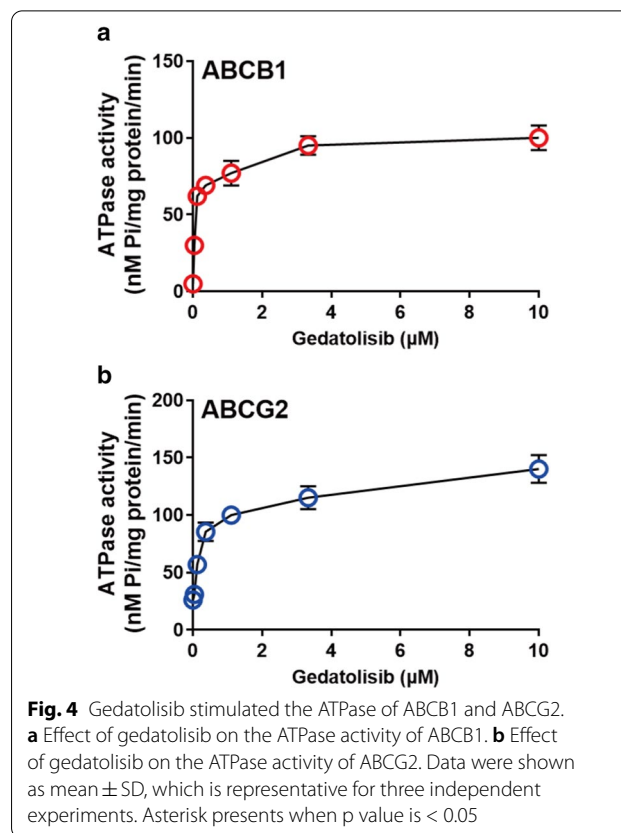 a
ABCB1
ATPase activity
(nM Pi/mg protein/min)
150
100
50
0
0 2 4 6 8 10
Gedatolisib (µM)
b
ABCG2
ATPase activity
(nM Pi/mg protein/min)
200
150
100
50
0
0 2 4 6 8 10
Gedatolisib (µM)
Fig. 4 Gedatolisib stimulated the ATPase of ABCB1 and ABCG2.
a Effect of gedatolisib on the ATPase activity of ABCB1. b Effect
of gedatolisib on the ATPase activity of ABCG2. Data were shown
as mean ± SD, which is representative for three independent
experiments. Asterisk presents when p value is < 0.05